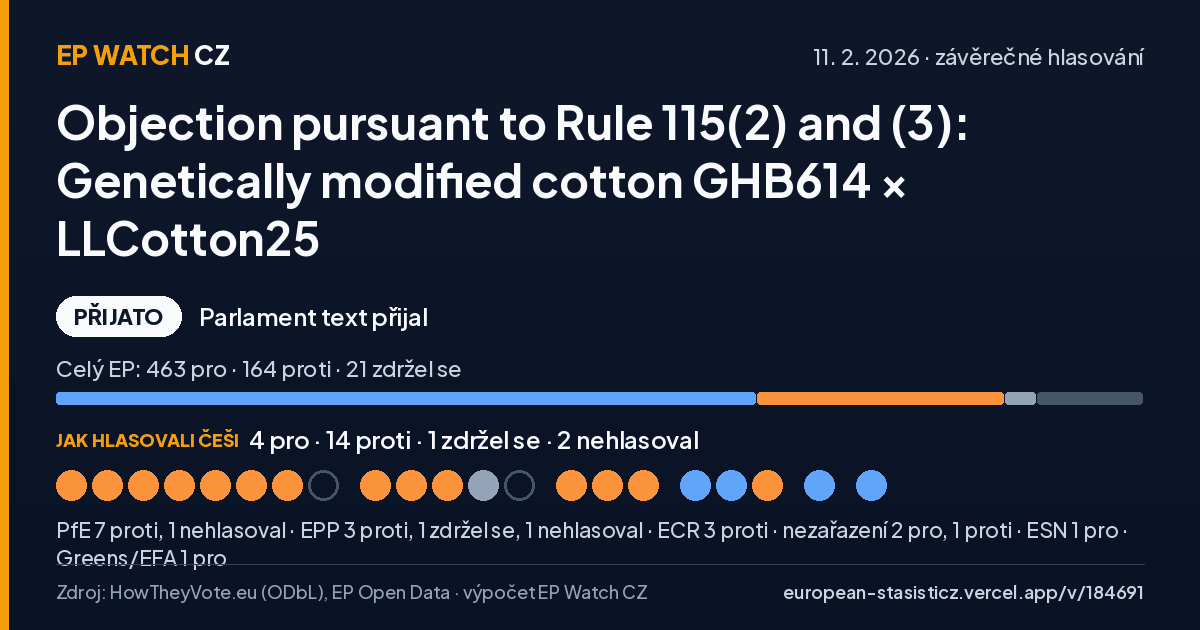 EP WATCH CZ
11. 2. 2026 · závěrečné hlasování
Objection pursuant to Rule 115(2) and (3):
Genetically modified cotton GHB614 ×
LLCotton25
PŘIJATO Parlament text přijal
Celý EP: 463 pro · 164 proti · 21 zdržel se
JAK HLASOVALI ČEŠI 4 pro · 14 proti · 1 zdržel se · 2 nehlasoval
PfE 7 proti, 1 nehlasoval · EPP 3 proti, 1 zdržel se, 1 nehlasoval · ECR 3 proti · nezařazení 2 pro, 1 proti · ESN 1 pro ·
Greens/EFA 1 pro
Zdroj: HowTheyVote.eu (ODbL), EP Open Data · výpočet EP Watch CZ
european-stasisticz.vercel.app/v/184691